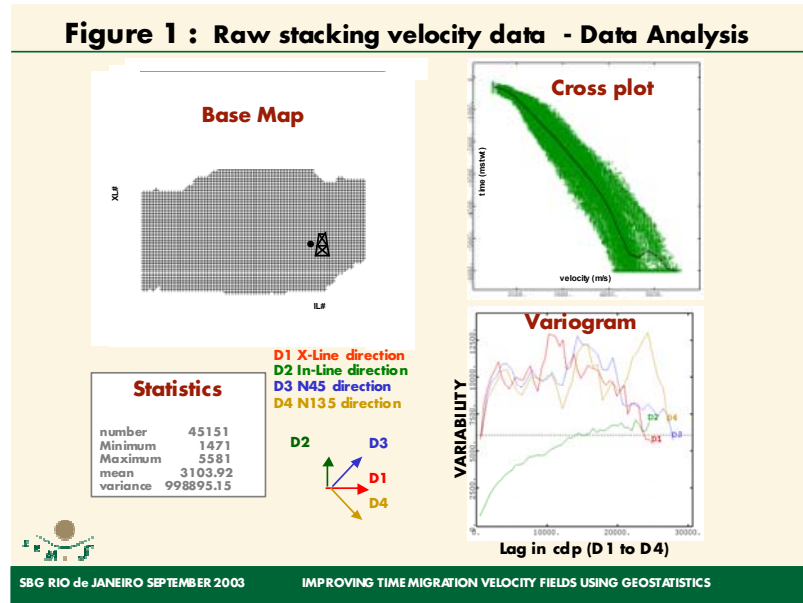 Figure 1 : Raw stacking velocity data - Data Analysis
Base Map
XL#
IL#
Cross plot
time (mstwt)
velocity (m/s)
D1 X-Line direction
D2 In-Line direction
D3 N45 direction
D4 N135 direction
Statistics
number 45151
Minimum 1471
Maximum 5581
mean 3103.92
variance 998895.15
D2
D3
D1
D4
Variogram
VARIABILITY
12500.
10000.
7500.
5000.
2500.
D2
D4
D1
D3
10000.
20000.
30000.
Lag in cdp (D1 to D4)
SBG RIO de JANEIRO SEPTEMBER 2003
IMPROVING TIME MIGRATION VELOCITY FIELDS USING GEOSTATISTICS